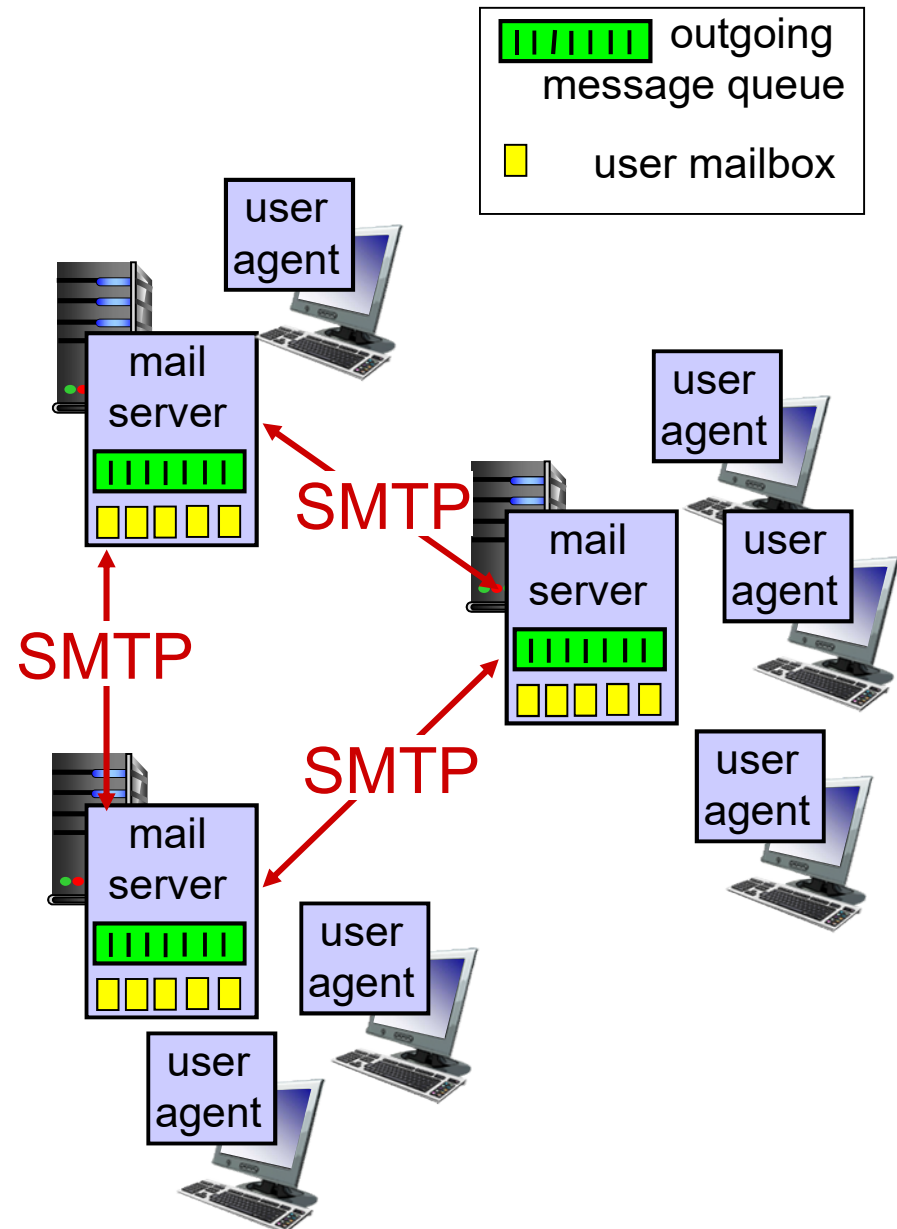 outgoing
message queue
user mailbox
user
agent
mail
server
user
agent
SMTP
mail
server
user
agent
SMTP
SMTP
user
agent
mail
server
user
agent
user
agent